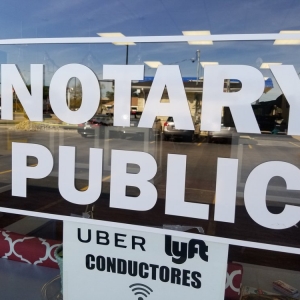 NOTARY
PUBLIC
UBER lyft
CONDUCTORES